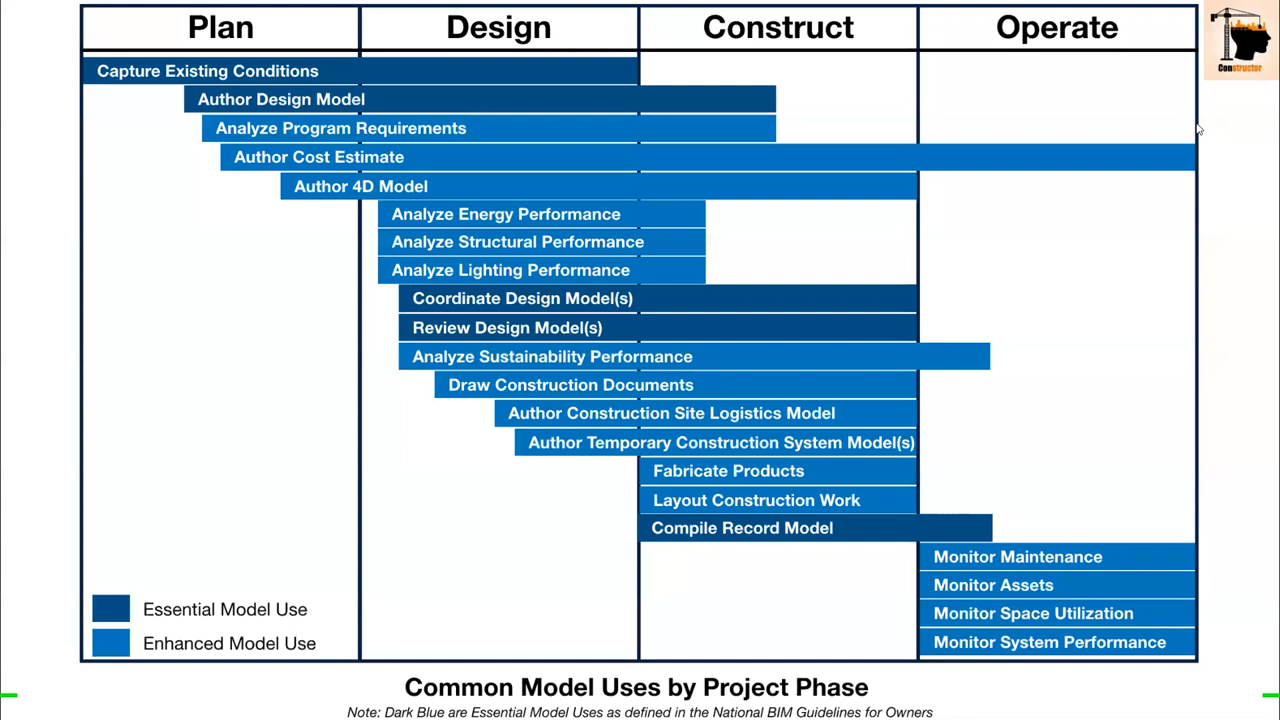 Plan Design Construct Operate
Constructor
Capture Existing Conditions
Author Design Model
Analyze Program Requirements
Author Cost Estimate
Author 4D Model
Analyze Energy Performance
Analyze Structural Performance
Analyze Lighting Performance
Coordinate Design Model(s)
Review Design Model(s)
Analyze Sustainability Performance
Draw Construction Documents
Author Construction Site Logistics Model
Author Temporary Construction System Model(s)
Fabricate Products
Layout Construction Work
Compile Record Model
Monitor Maintenance
Monitor Assets
Monitor Space Utilization
Monitor System Performance
Essential Model Use
Enhanced Model Use
Common Model Uses by Project Phase
Note: Dark Blue are Essential Model Uses as defined in the National BIM Guidelines for Owners